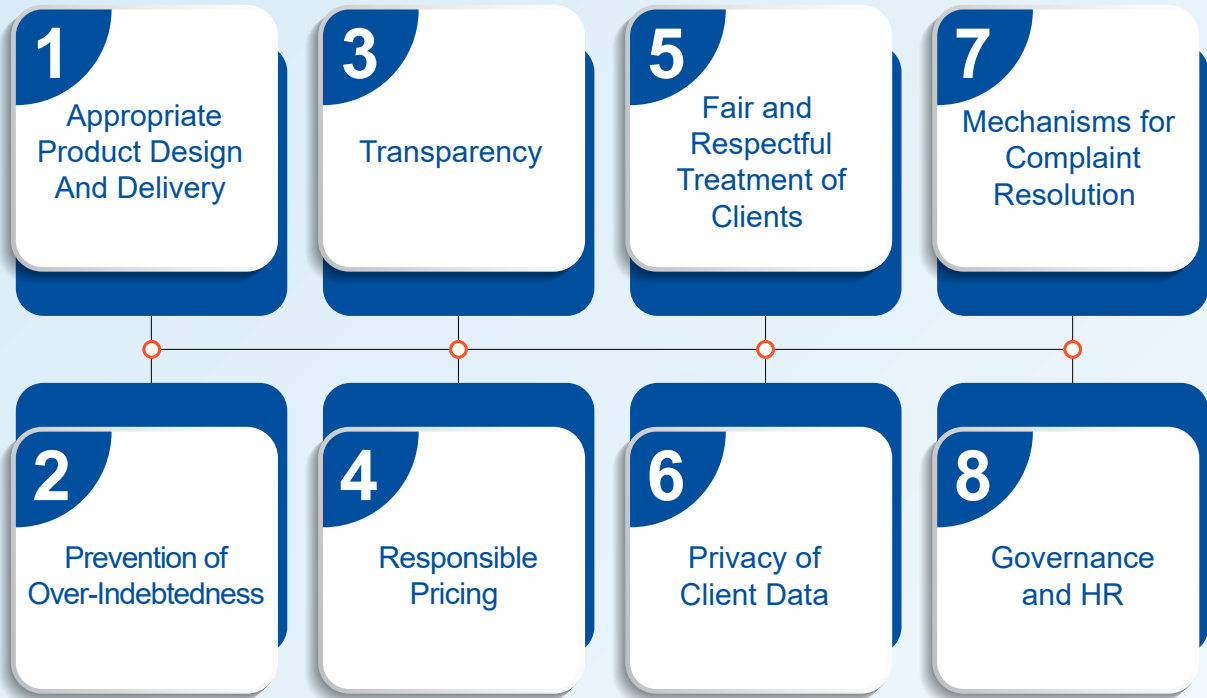 1
Appropriate
Product Design
And Delivery
2
Prevention of
Over-Indebtedness
3
Transparency
4
Responsible
Pricing
5
Fair and
Respectful
Treatment of
Clients
6
Privacy of
Client Data
7
Mechanisms for
Complaint
Resolution
8
Governance
and HR